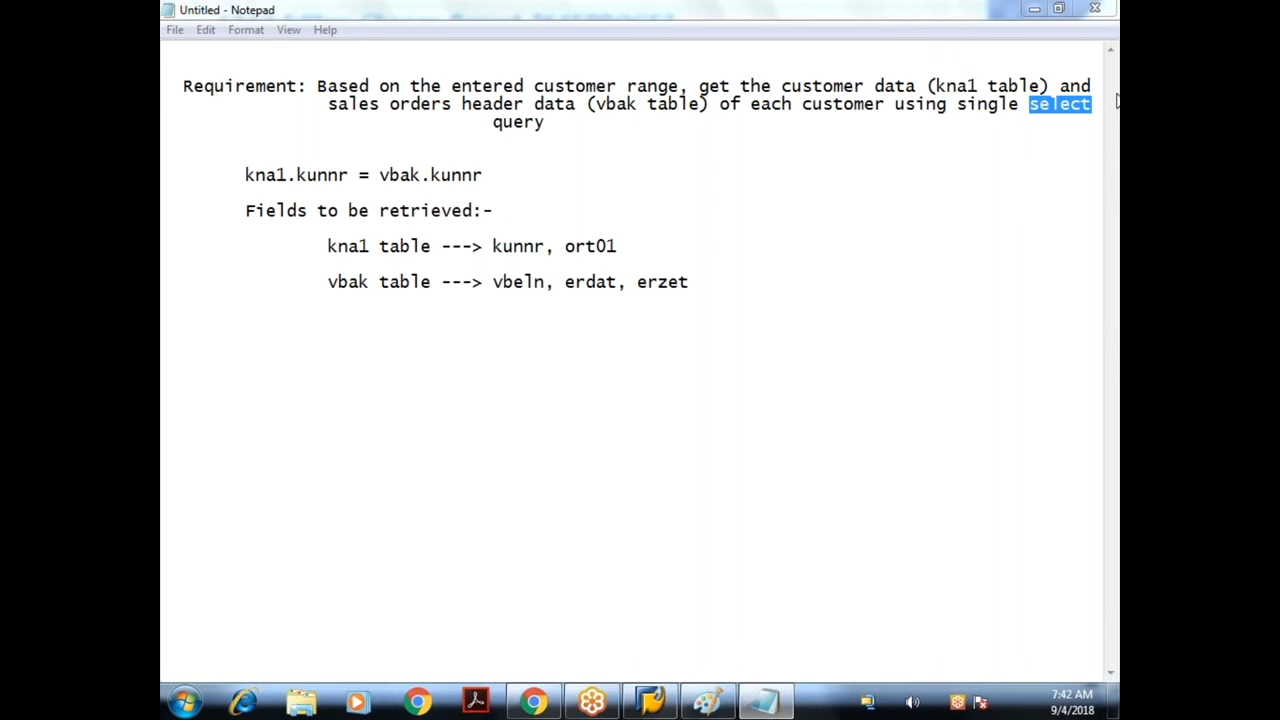 Untitled - Notepad
File Edit Format View Help
Requirement: Based on the entered customer range, get the customer data (kna1 table) and
sales orders header data (vbak table) of each customer using single select
query
kna1.kunnr = vbak.kunnr
Fields to be retrieved:-
kna1 table ---> kunnr, ort01
vbak table ---> vbeln, erdat, erzet
7:42 AM
9/4/2018